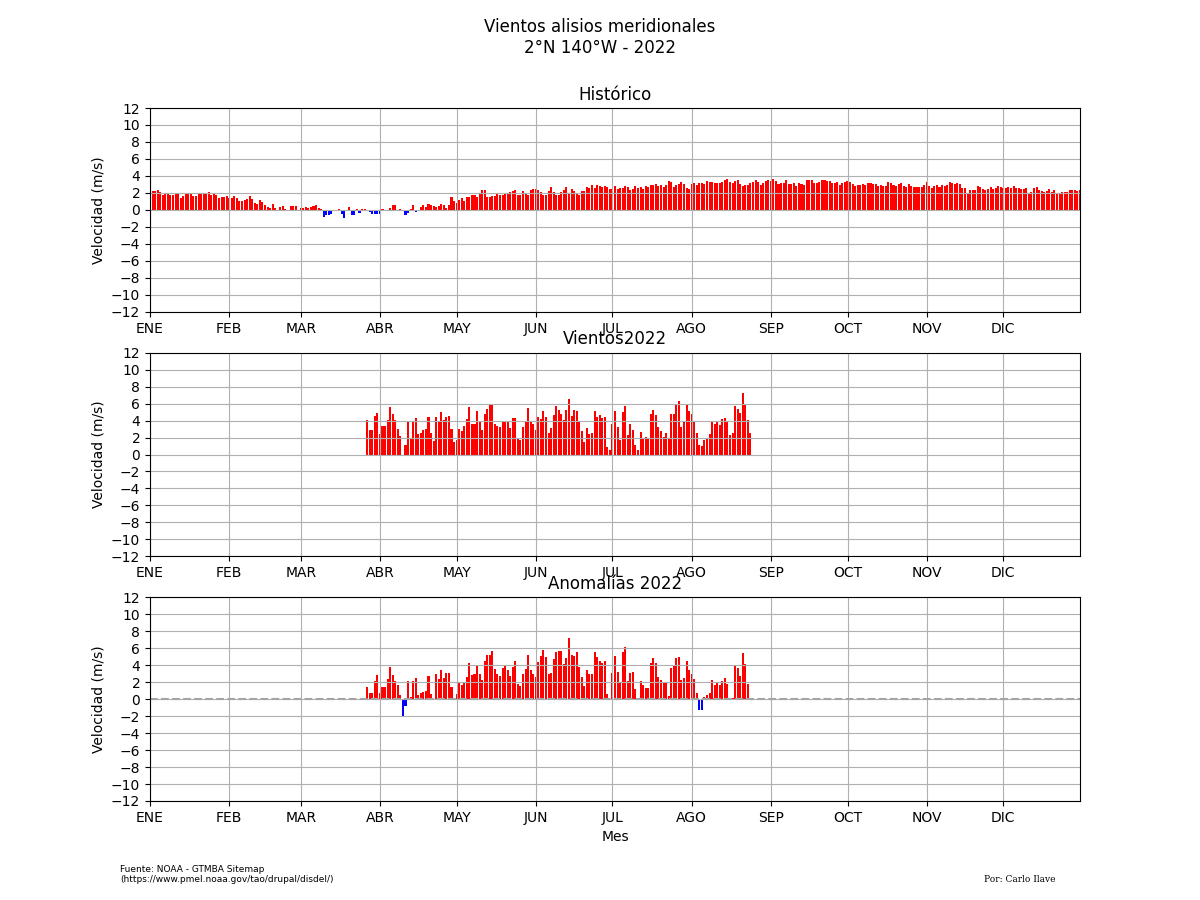 Vientos alisios meridionales
2°N 140°W - 2022
Histórico
12
10
8
6
4
2
0
−2
−4
−6
−8
−10
−12
Velocidad (m/s)
ENE FEB MAR ABR MAY JUN JUL AGO SEP OCT NOV DIC
Vientos2022
12
10
8
6
4
2
0
−2
−4
−6
−8
−10
−12
Velocidad (m/s)
ENE FEB MAR ABR MAY JUN JUL AGO SEP OCT NOV DIC
Anomalías 2022
12
10
8
6
4
2
0
−2
−4
−6
−8
−10
−12
Velocidad (m/s)
ENE FEB MAR ABR MAY JUN JUL AGO SEP OCT NOV DIC
Mes
Fuente: NOAA - GTMBA Sitemap
(https://www.pmel.noaa.gov/tao/drupal/disdel/)
Por: Carlo Ilave